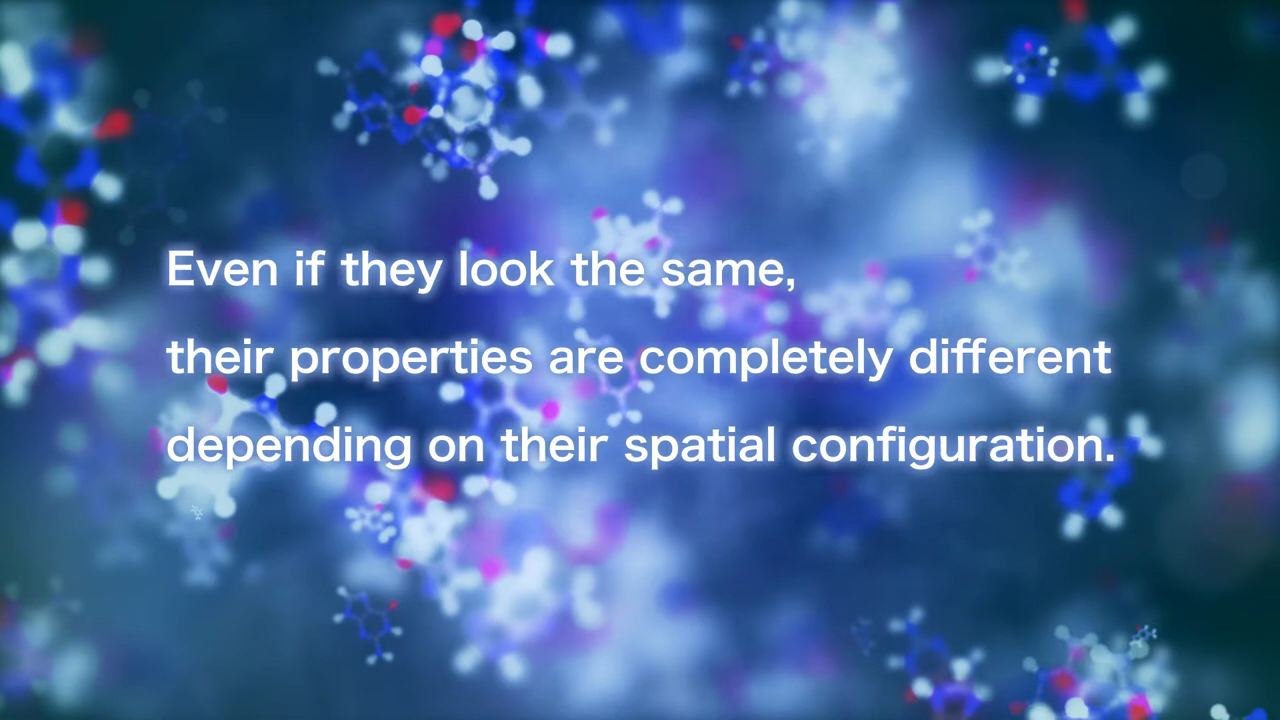 Even if they look the same,
their properties are completely different
depending on their spatial configuration.